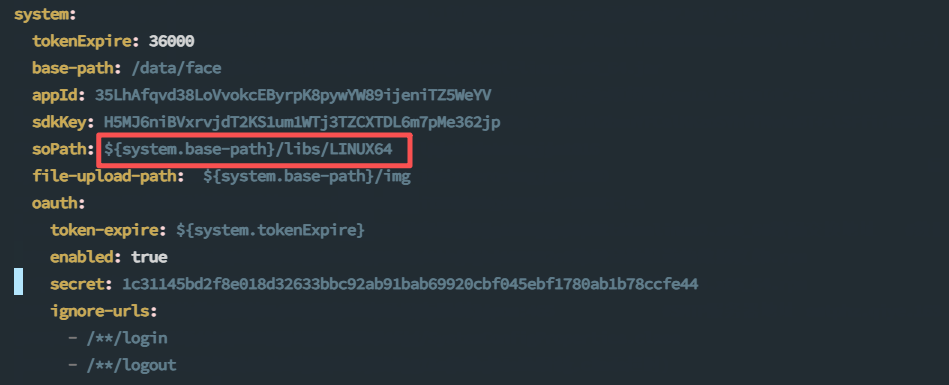 system:
tokenExpire: 36000
base-path: /data/face
appId: 35LhAfqvd38LoVvokcEByrpK8pywYW89ijeniTZ5WeYV
sdkKey: H5MJ6niBVxrvjdT2KS1um1WTj3TZCXTDL6m7pMe362jp
soPath: ${system.base-path}/libs/LINUX64
file-upload-path: ${system.base-path}/img
oauth:
token-expire: ${system.tokenExpire}
enabled: true
secret: 1c31145bd2f8e018d32633bbc92ab91bab69920cbf045ebf1780ab1b78ccfe44
ignore-urls:
- /**/login
- /**/logout